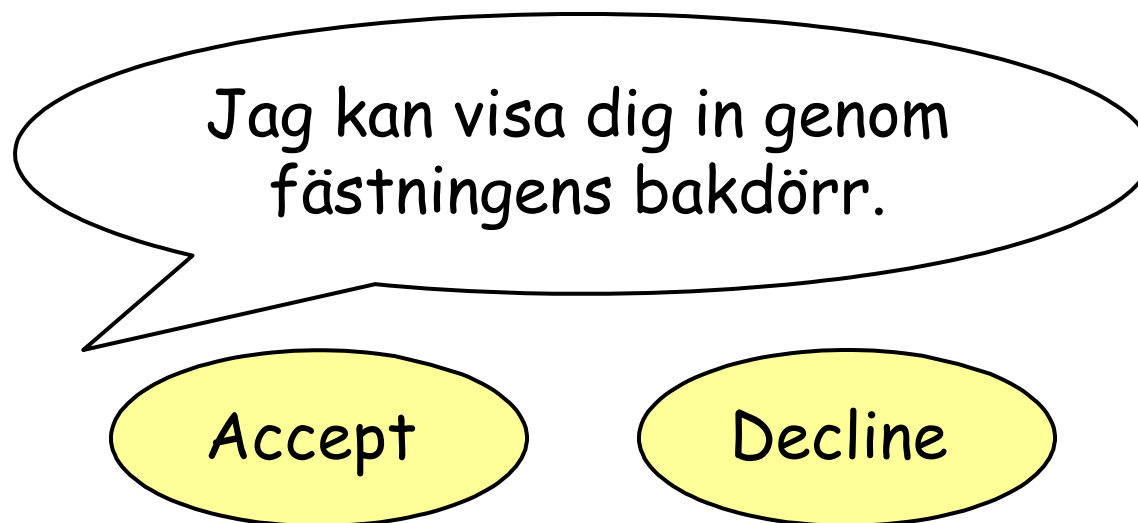 Jag kan visa dig in genom
fästningens bakdörr.
Accept
Decline